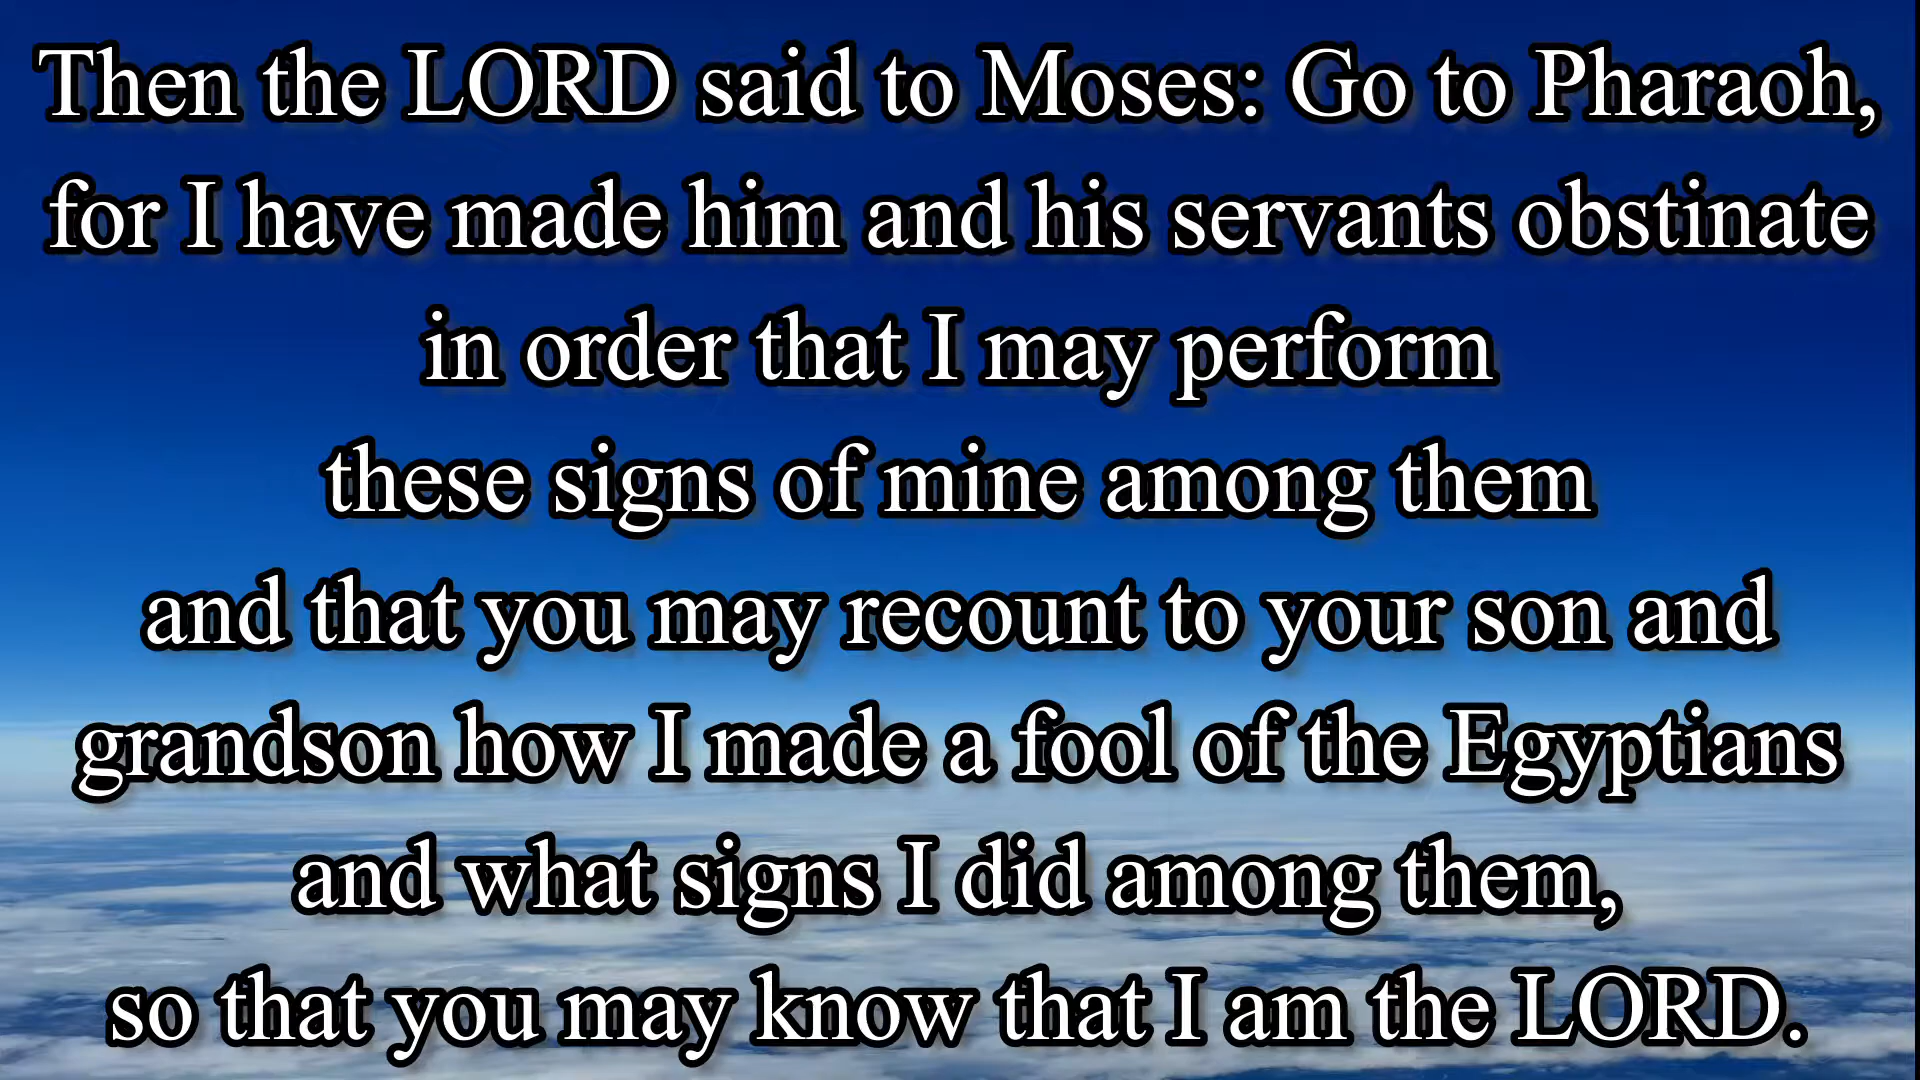 Then the LORD said to Moses: Go to Pharaoh,
for I have made him and his servants obstinate
in order that I may perform
these signs of mine among them
and that you may recount to your son and
grandson how I made a fool of the Egyptians
and what signs I did among them,
so that you may know that I am the LORD.